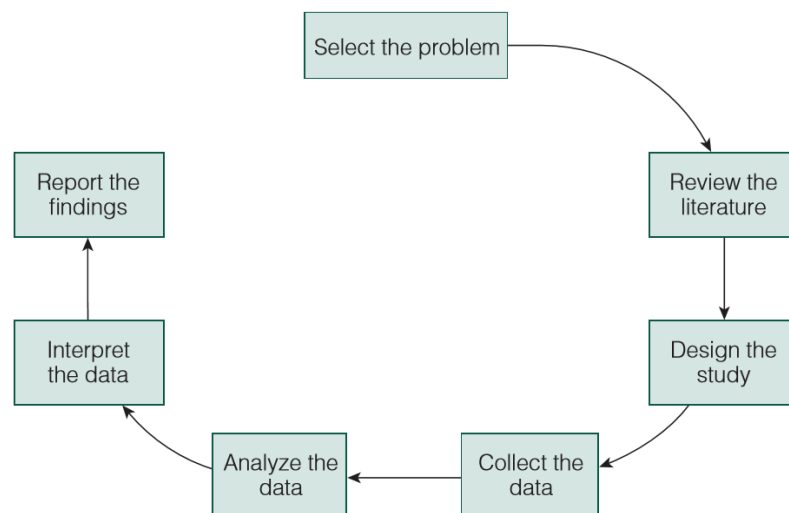 Select the problem
Review the
literature
Design the
study
Collect the
data
Analyze the
data
Interpret
the data
Report the
findings